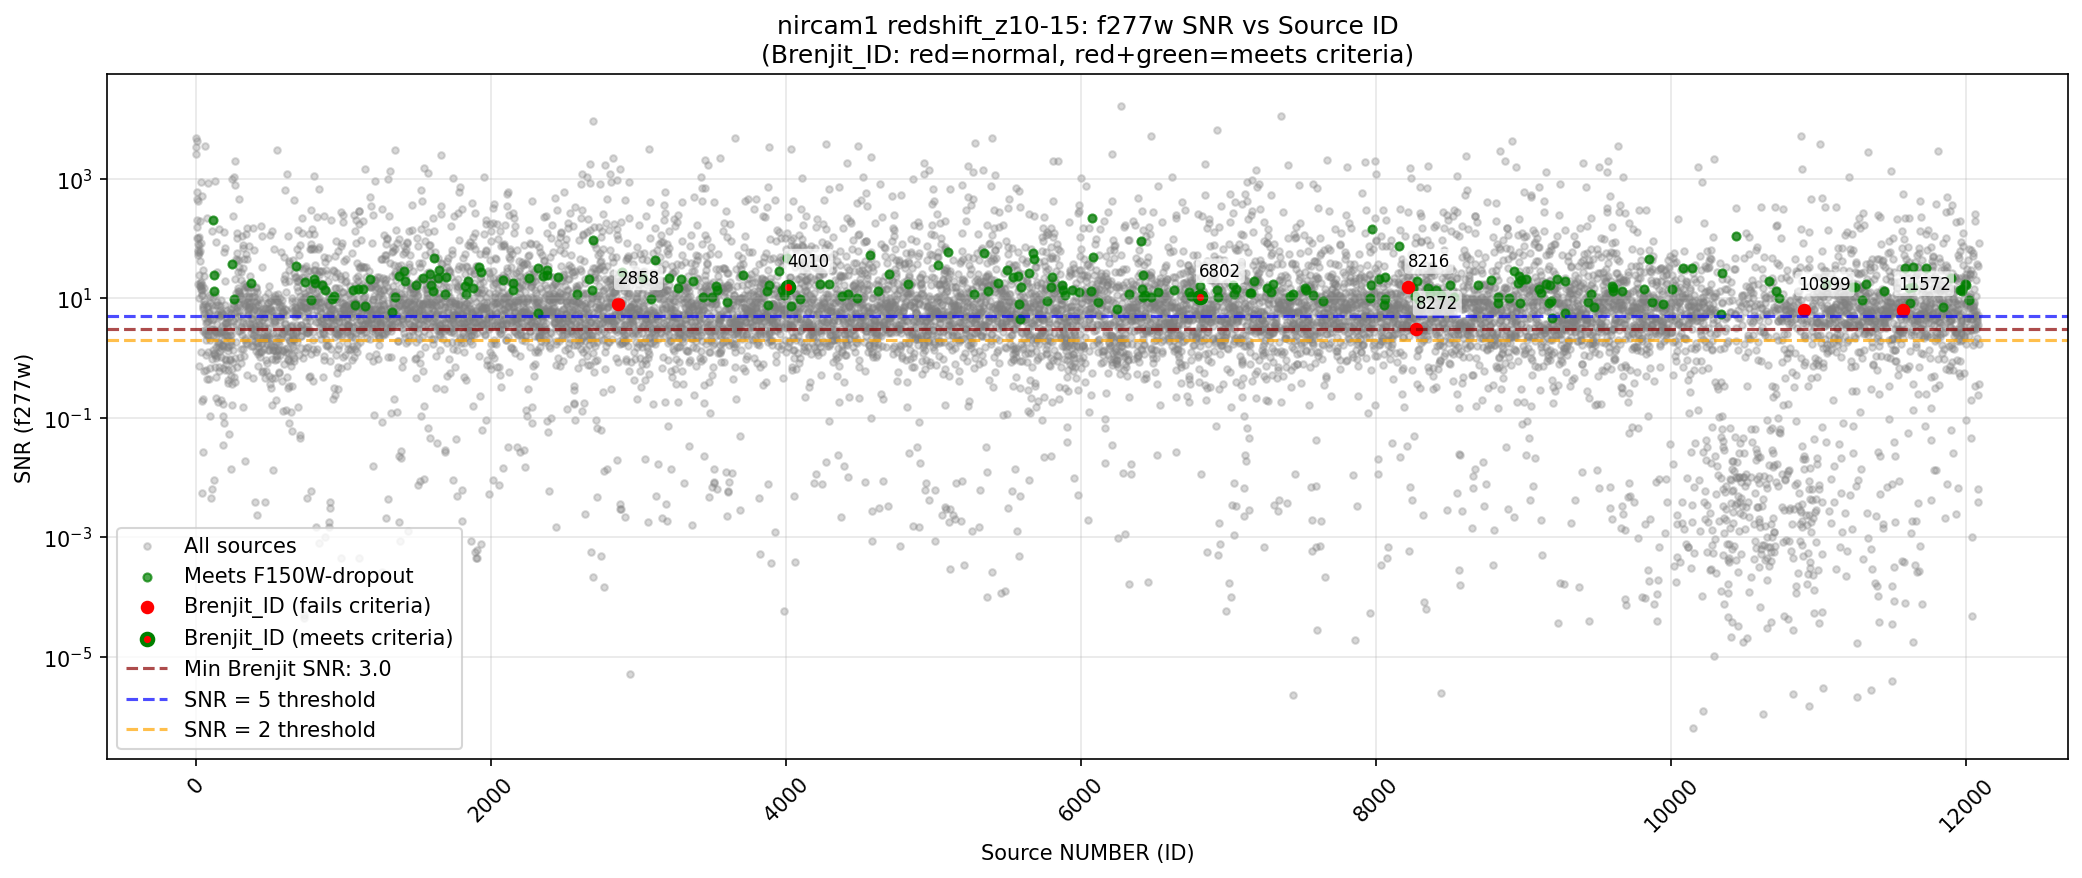 nircam1 redshift_z10-15: f277w SNR vs Source ID
(Brenjit_ID: red=normal, red+green=meets criteria)
SNR (f277w)
10³
10¹
10⁻¹
10⁻³
10⁻⁵
2858
4010
6802
8216
8272
10899
11572
All sources
Meets F150W-dropout
Brenjit_ID (fails criteria)
Brenjit_ID (meets criteria)
Min Brenjit SNR: 3.0
SNR = 5 threshold
SNR = 2 threshold
0
2000
4000
6000
8000
10000
12000
Source NUMBER (ID)